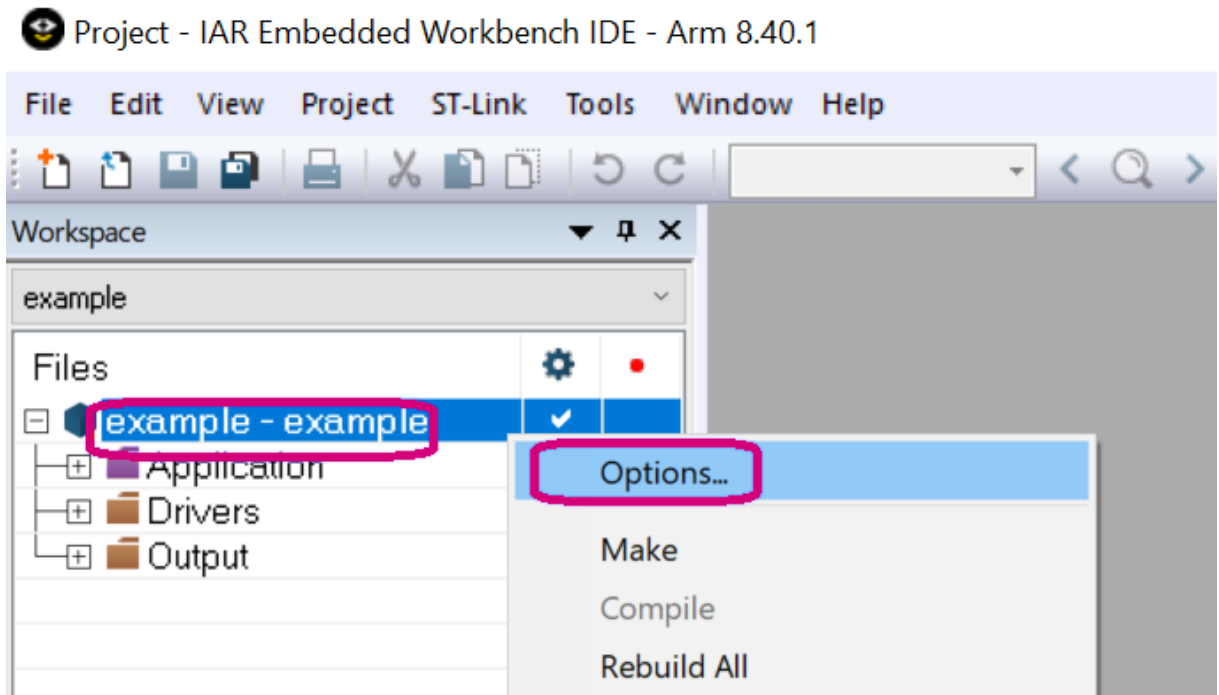 Project - IAR Embedded Workbench IDE - Arm 8.40.1
File Edit View Project ST-Link Tools Window Help
Workspace
example
Files
example - example
Application
Drivers
Output
Options...
Make
Compile
Rebuild All